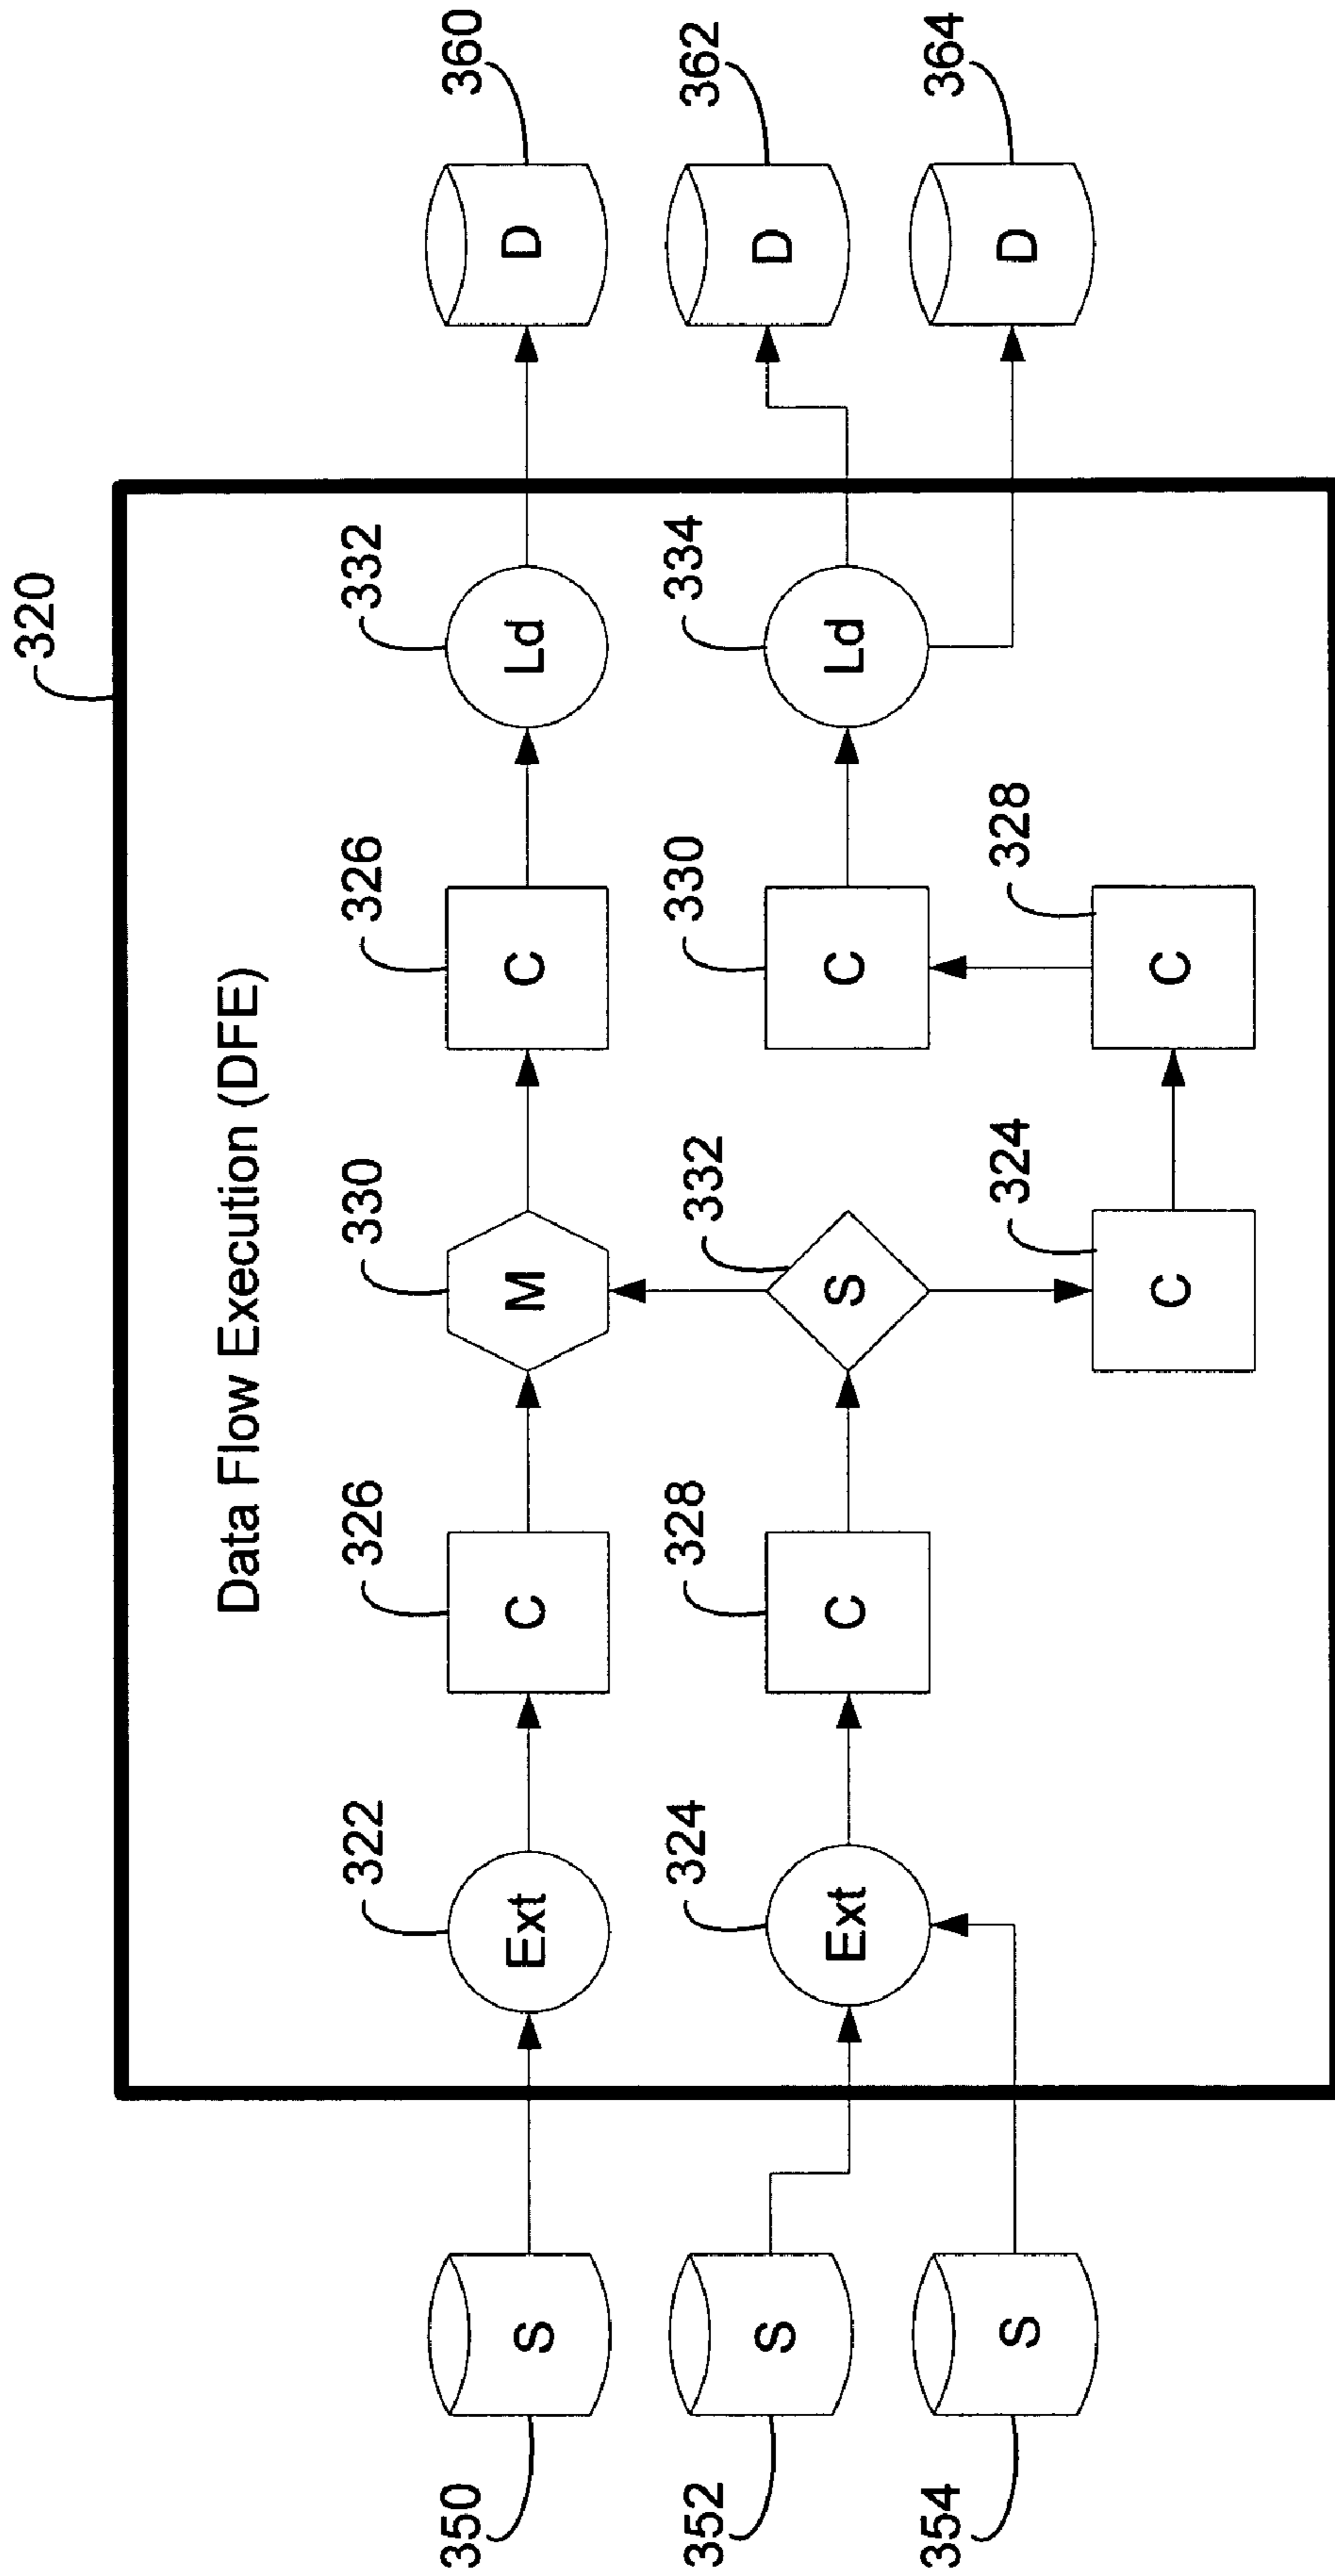 320
Data Flow Execution (DFE)
350
S
322
Ext
326
C
330
M
326
C
332
Ld
360
D
352
S
324
Ext
328
C
332
S
330
C
334
Ld
362
D
354
S
324
C
328
C
364
D